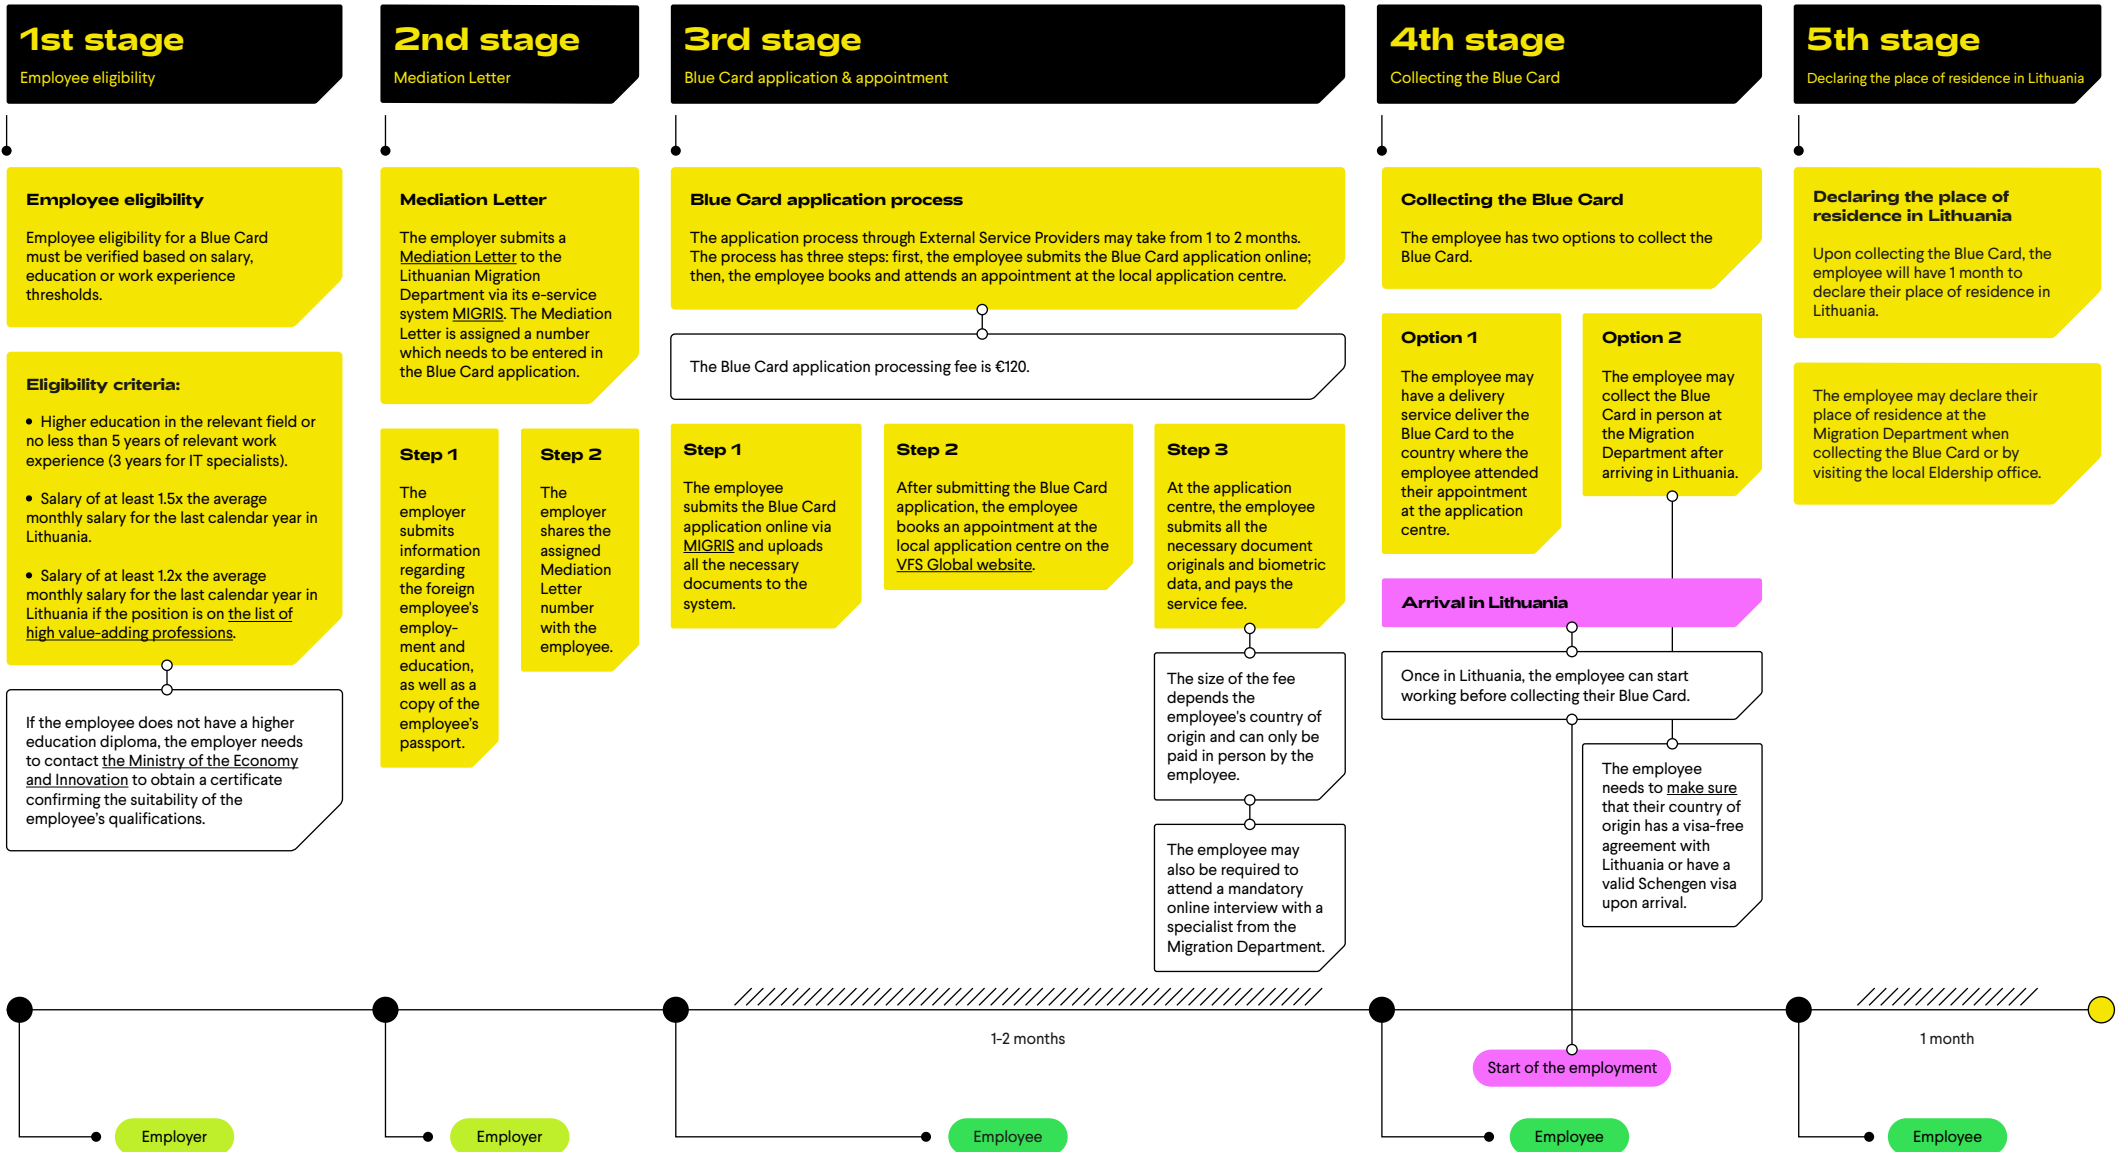 1st stage
Employee eligibility
2nd stage
Mediation Letter
3rd stage
Blue Card application & appointment
4th stage
Collecting the Blue Card
5th stage
Declaring the place of residence in Lithuania
Employee eligibility
Employee eligibility for a Blue Card
must be verified based on salary,
education or work experience
thresholds.
Eligibility criteria:
• Higher education in the relevant field or
no less than 5 years of relevant work
experience (3 years for IT specialists).
• Salary of at least 1.5x the average
monthly salary for the last calendar year in
Lithuania.
• Salary of at least 1.2x the average
monthly salary for the last calendar year in
Lithuania if the position is on the list of
high value-adding professions.
If the employee does not have a higher
education diploma, the employer needs
to contact the Ministry of the Economy
and Innovation to obtain a certificate
confirming the suitability of the
employee's qualifications.
Mediation Letter
The employer submits a
Mediation Letter to the
Lithuanian Migration
Department via its e-service
system MIGRIS. The Mediation
Letter is assigned a number
which needs to be entered in
the Blue Card application.
Step 1
The
employer
submits
information
regarding
the foreign
employee's
employ-
ment and
education,
as well as a
copy of the
employee's
passport.
Step 2
The
employer
shares the
assigned
Mediation
Letter
number
with the
employee.
Blue Card application process
The application process through External Service Providers may take from 1 to 2 months.
The process has three steps: first, the employee submits the Blue Card application online;
then, the employee books and attends an appointment at the local application centre.
The Blue Card application processing fee is €120.
Step 1
The employee
submits the Blue Card
application online via
MIGRIS and uploads
all the necessary
documents to the
system.
Step 2
After submitting the Blue Card
application, the employee
books an appointment at the
local application centre on the
VFS Global website.
Step 3
At the application
centre, the employee
submits all the
necessary document
originals and biometric
data, and pays the
service fee.
The size of the fee
depends the
employee's country of
origin and can only be
paid in person by the
employee.
The employee may
also be required to
attend a mandatory
online interview with a
specialist from the
Migration Department.
Collecting the Blue Card
The employee has two options to collect the
Blue Card.
Option 1
The employee may
have a delivery
service deliver the
Blue Card to the
country where the
employee attended
their appointment
at the application
centre.
Option 2
The employee may
collect the Blue
Card in person at
the Migration
Department after
arriving in Lithuania.
Arrival in Lithuania
Once in Lithuania, the employee can start
working before collecting their Blue Card.
The employee
needs to make sure
that their country of
origin has a visa-free
agreement with
Lithuania or have a
valid Schengen visa
upon arrival.
Declaring the place of
residence in Lithuania
Upon collecting the Blue Card, the
employee will have 1 month to
declare their place of residence in
Lithuania.
The employee may declare their
place of residence at the
Migration Department when
collecting the Blue Card or by
visiting the local Eldership office.
1-2 months
1 month
Start of the employment
Employer
Employer
Employee
Employee
Employee